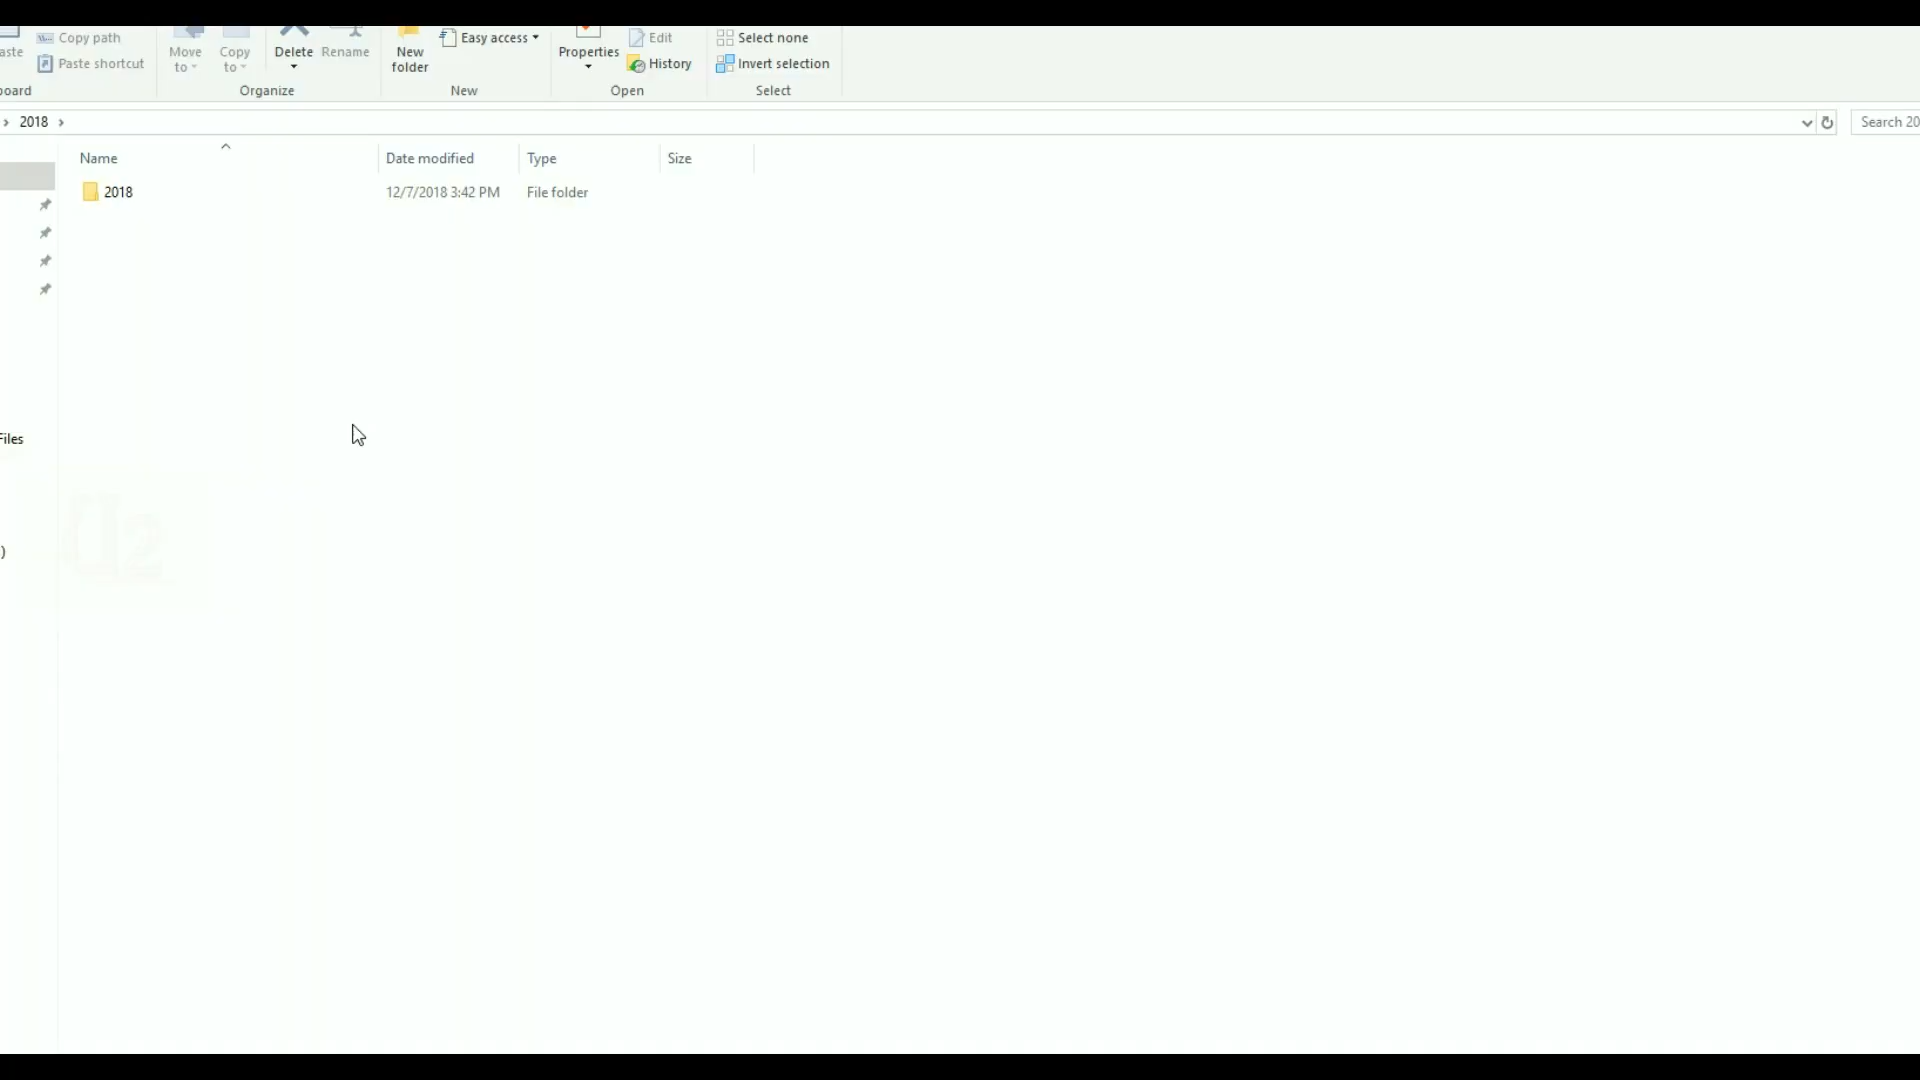 aste
Copy path
Paste shortcut
oard
Move to
Copy to
Delete
Rename
Organize
New folder
Easy access
New
Properties
Edit
History
Open
Select none
Invert selection
Select
2018
Search 20
Name
Date modified
Type
Size
2018
12/7/2018 3:42 PM
File folder
Files
)